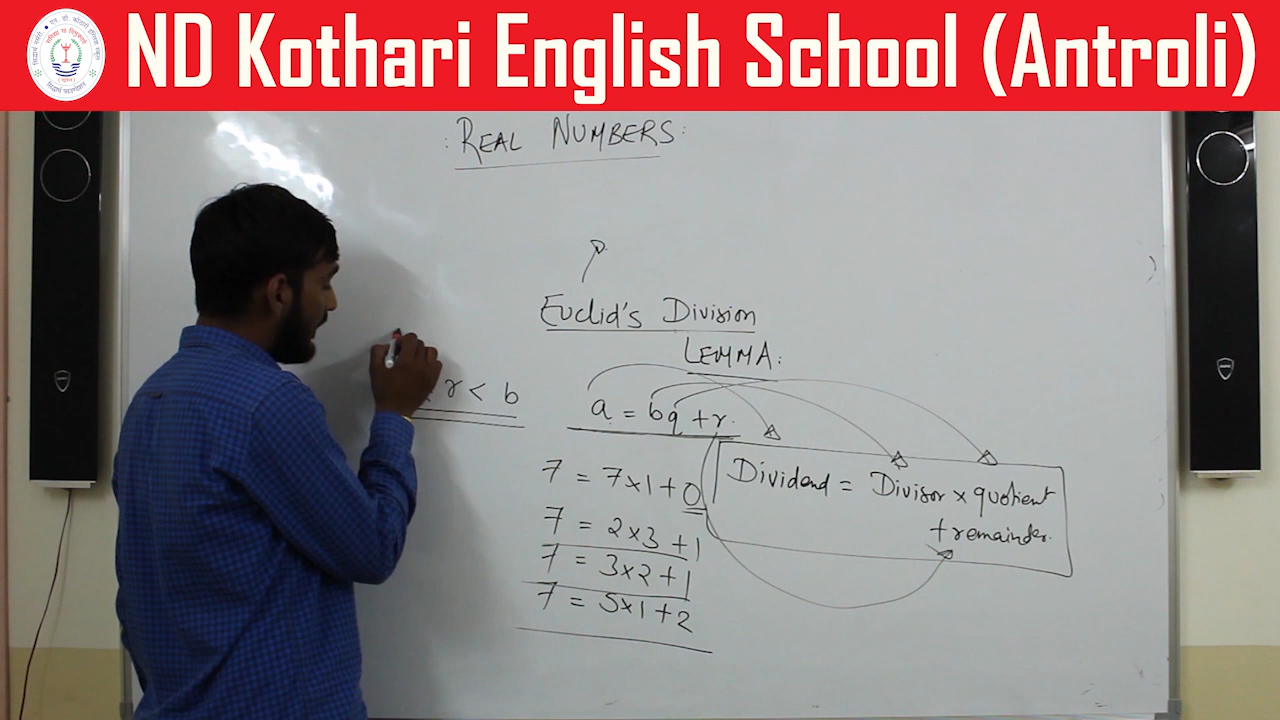 ND Kothari English School (Antroli)
REAL NUMBERS
Euclid's Division
LEMMA:
r < b
a = bq + r.
7 = 7x1+0
7 = 2x3 +1
7 = 3x2+1
7 = 5x1+2
Dividend = Divisor x quotient
+ remainder.